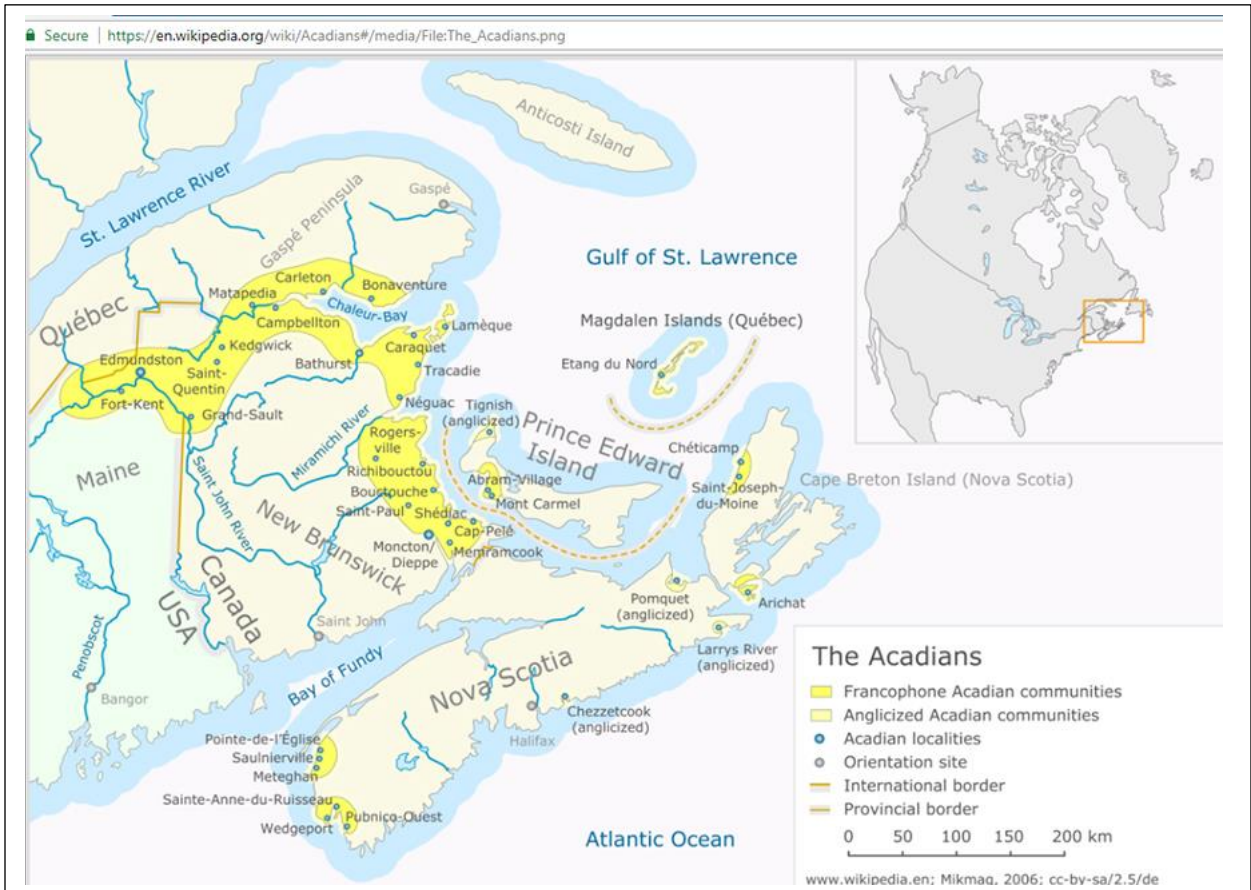 Secure | https://en.wikipedia.org/wiki/Acadians#/media/File:The_Acadians.png
Anticosti Island
St. Lawrence River
Gaspé Peninsula
Gaspé
Gulf of St. Lawrence
Québec
Carleton
Matapedia
Bonaventure
Chaleur-Bay
Campbellton
Lamèque
Magdalen Islands (Québec)
Kedgwick
Edmundston
Caraquet
Bathurst
Saint-
Quentin
Tracadie
Etang du Nord
Fort-Kent
Grand-Sault
Néguac
Tignish
(anglicized)
Prince Edward
Island
Miramichi River
Rogers-
ville
Chéticamp
Maine
Richibouctou
Saint John River
Abram-Village
Saint-Joseph-
du-Moine
Cape Breton Island (Nova Scotia)
Bouctouche
Mont Carmel
Saint-Paul
Shédiac
New Brunswick
Cap-Pelé
Moncton/
Dieppe
Memramcook
Canada
USA
Pomquet
(anglicized)
Arichat
Penobscot
Saint John
Larrys River
(anglicized)
Bay of Fundy
Nova Scotia
Bangor
Chezzetcook
(anglicized)
Halifax
Pointe-de-l'Église
Saulnierville
Meteghan
Sainte-Anne-du-Ruisseau
Pubnico-Ouest
Wedgeport
Atlantic Ocean
The Acadians
Francophone Acadian communities
Anglicized Acadian communities
Acadian localities
Orientation site
International border
Provincial border
0 50 100 150 200 km
www.wikipedia.en; Mikmaq, 2006; cc-by-sa/2.5/de